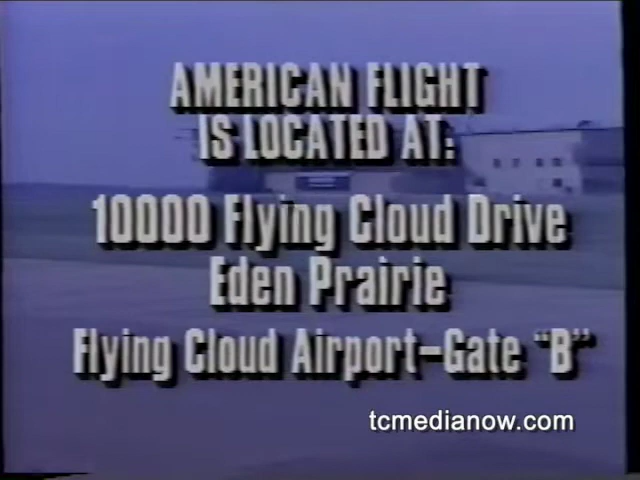 AMERICAN FLIGHT
IS LOCATED AT:
10000 Flying Cloud Drive
Eden Prairie
Flying Cloud Airport-Gate "B"
tcmedianow.com